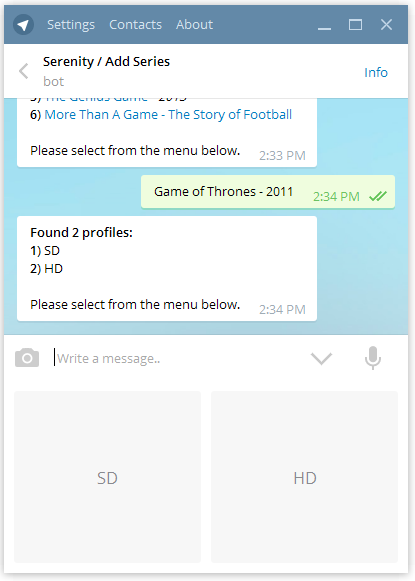 Settings Contacts About
Serenity / Add Series
bot
Info
5) The Genius Game - 2013
6) More Than A Game - The Story of Football
Please select from the menu below. 2:33 PM
Game of Thrones - 2011 2:34 PM
Found 2 profiles:
1) SD
2) HD
Please select from the menu below. 2:34 PM
Write a message..
SD HD